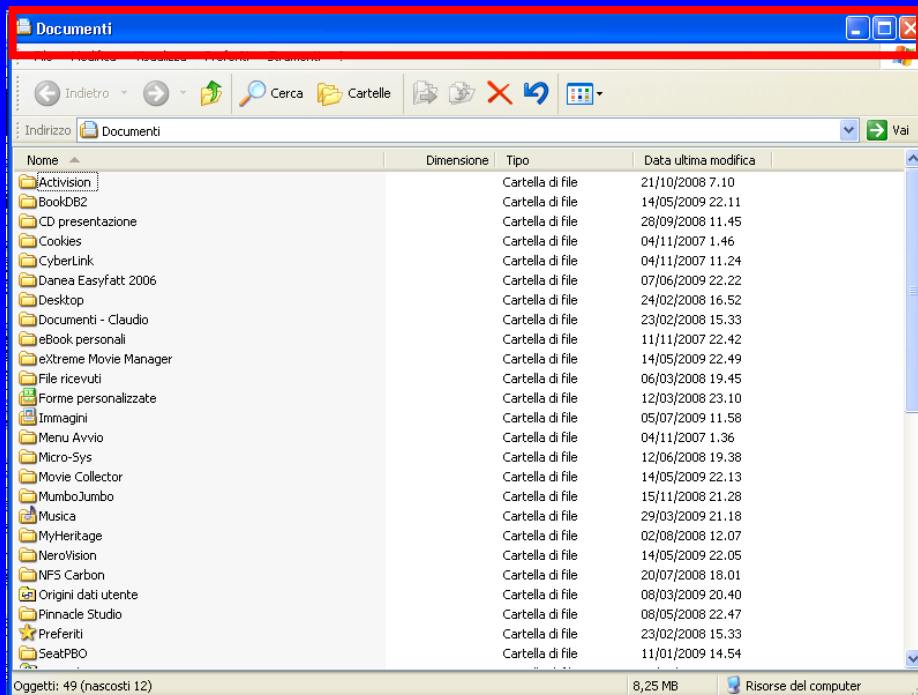 Documenti
File Modifica Visualizza Preferiti Strumenti ?
Indietro Cerca Cartelle
Indirizzo Documenti Vai
Nome Dimensione Tipo Data ultima modifica
Activision Cartella di file 21/10/2008 7.10
BookDB2 Cartella di file 14/05/2009 22.11
CD presentazione Cartella di file 28/09/2008 11.45
Cookies Cartella di file 04/11/2007 1.46
CyberLink Cartella di file 04/11/2007 11.24
Danea Easyfatt 2006 Cartella di file 07/06/2009 22.22
Desktop Cartella di file 24/02/2008 16.52
Documenti - Claudio Cartella di file 23/02/2008 15.33
eBook personali Cartella di file 11/11/2007 22.42
eXtreme Movie Manager Cartella di file 14/05/2009 22.49
File ricevuti Cartella di file 06/03/2008 19.45
Forme personalizzate Cartella di file 12/03/2008 23.10
Immagini Cartella di file 05/07/2009 11.58
Menu Avvio Cartella di file 04/11/2007 1.36
Micro-Sys Cartella di file 12/06/2008 19.38
Movie Collector Cartella di file 14/05/2009 22.13
MumboJumbo Cartella di file 15/11/2008 21.28
Musica Cartella di file 29/03/2009 21.18
MyHeritage Cartella di file 02/08/2008 12.07
NeroVision Cartella di file 14/05/2009 22.05
NFS Carbon Cartella di file 20/07/2008 18.01
Origini dati utente Cartella di file 08/03/2009 20.40
Pinnacle Studio Cartella di file 08/05/2008 22.47
Preferiti Cartella di file 23/02/2008 15.33
SeatPBO Cartella di file 11/01/2009 14.54
Oggetti: 49 (nascosti 12) 8,25 MB Risorse del computer